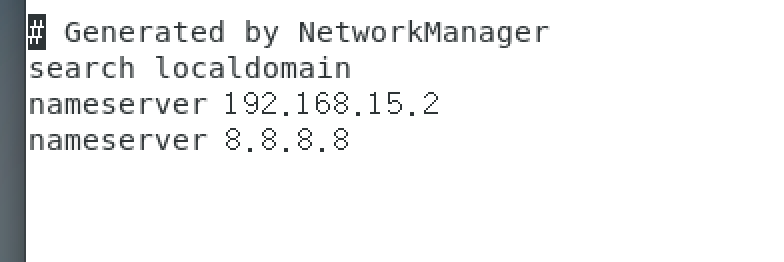 # Generated by NetworkManager
search localdomain
nameserver 192.168.15.2
nameserver 8.8.8.8